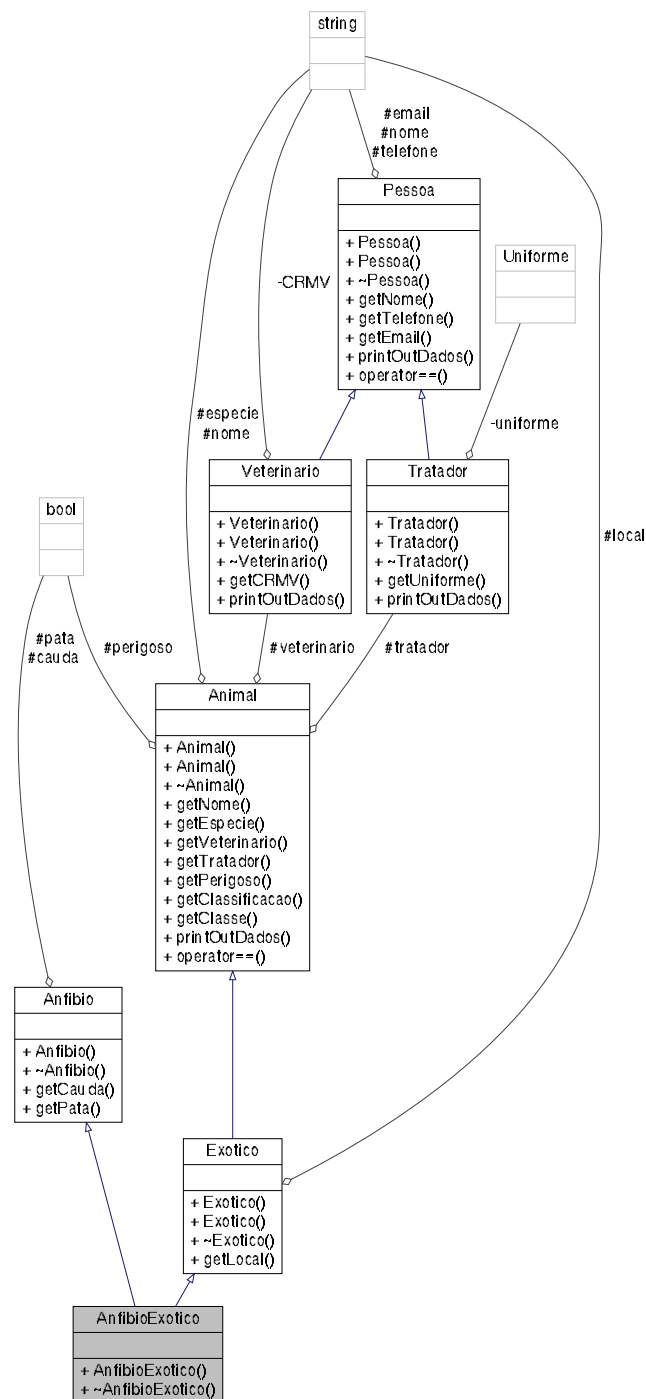 string
#email
#nome
#telefone
Pessoa
+ Pessoa()
+ Pessoa()
+ ~Pessoa()
+ getNome()
+ getTelefone()
+ getEmail()
+ printOutDados()
+ operator==()
Uniforme
-CRMV
#especie
#nome
-uniforme
Veterinario
+ Veterinario()
+ Veterinario()
+ ~Veterinario()
+ getCRMV()
+ printOutDados()
Tratador
+ Tratador()
+ Tratador()
+ ~Tratador()
+ getUniforme()
+ printOutDados()
bool
#local
#pata
#cauda
#perigoso
#veterinario
#tratador
Animal
+ Animal()
+ Animal()
+ ~Animal()
+ getNome()
+ getEspecie()
+ getVeterinario()
+ getTratador()
+ getPerigoso()
+ getClassificacao()
+ getClasse()
+ printOutDados()
+ operator==()
Anfibio
+ Anfibio()
+ ~Anfibio()
+ getCauda()
+ getPata()
Exotico
+ Exotico()
+ Exotico()
+ ~Exotico()
+ getLocal()
AnfibioExotico
+ AnfibioExotico()
+ ~AnfibioExotico()